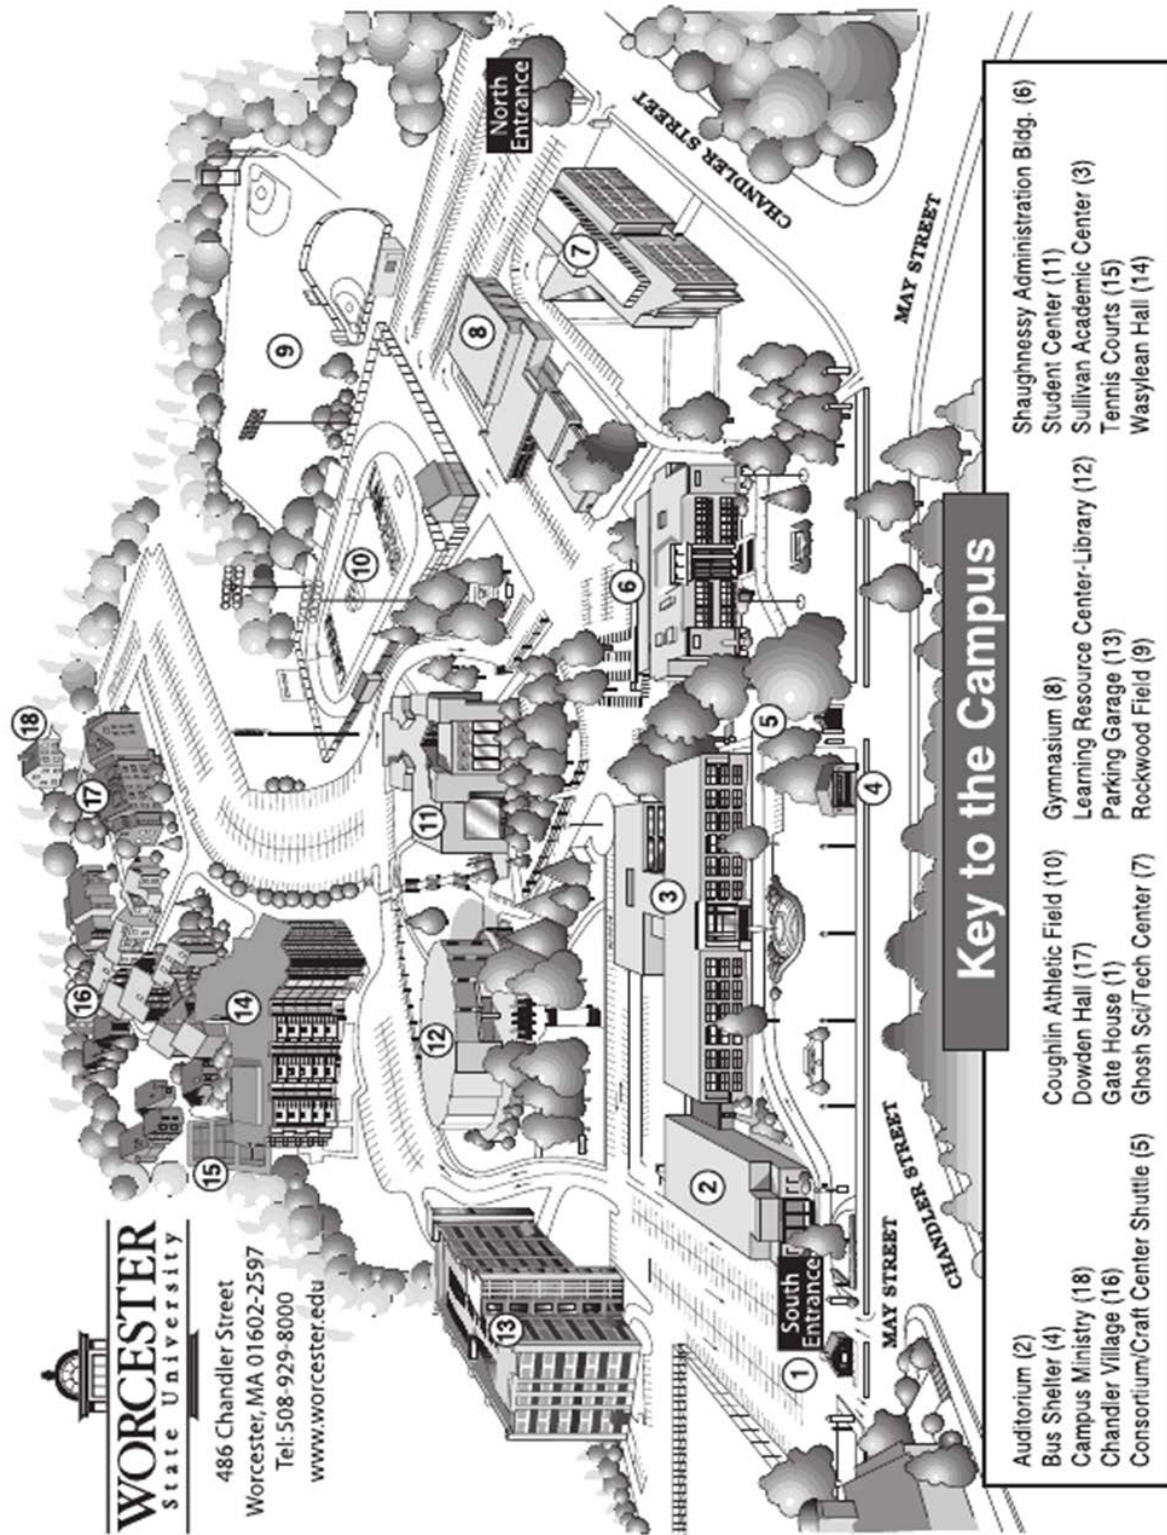 WORCESTER
State University
486 Chandler Street
Worcester, MA 01602-2597
Tel: 508-929-8000
www.worcester.edu
18
17
16
15
14
9
10
11
12
13
8
7
6
5
4
3
2
1
North
Entrance
CHANDLER STREET
MAY STREET
South
Entrance
MAY STREET
CHANDLER STREET
Key to the Campus
Auditorium (2)
Bus Shelter (4)
Campus Ministry (18)
Chandler Village (16)
Consortium/Craft Center Shuttle (5)
Coughlin Athletic Field (10)
Dowden Hall (17)
Gate House (1)
Ghosh Sci/Tech Center (7)
Gymnasium (8)
Learning Resource Center-Library (12)
Parking Garage (13)
Rockwood Field (9)
Shaughnessy Administration Bldg. (6)
Student Center (11)
Sullivan Academic Center (3)
Tennis Courts (15)
Wasylean Hall (14)